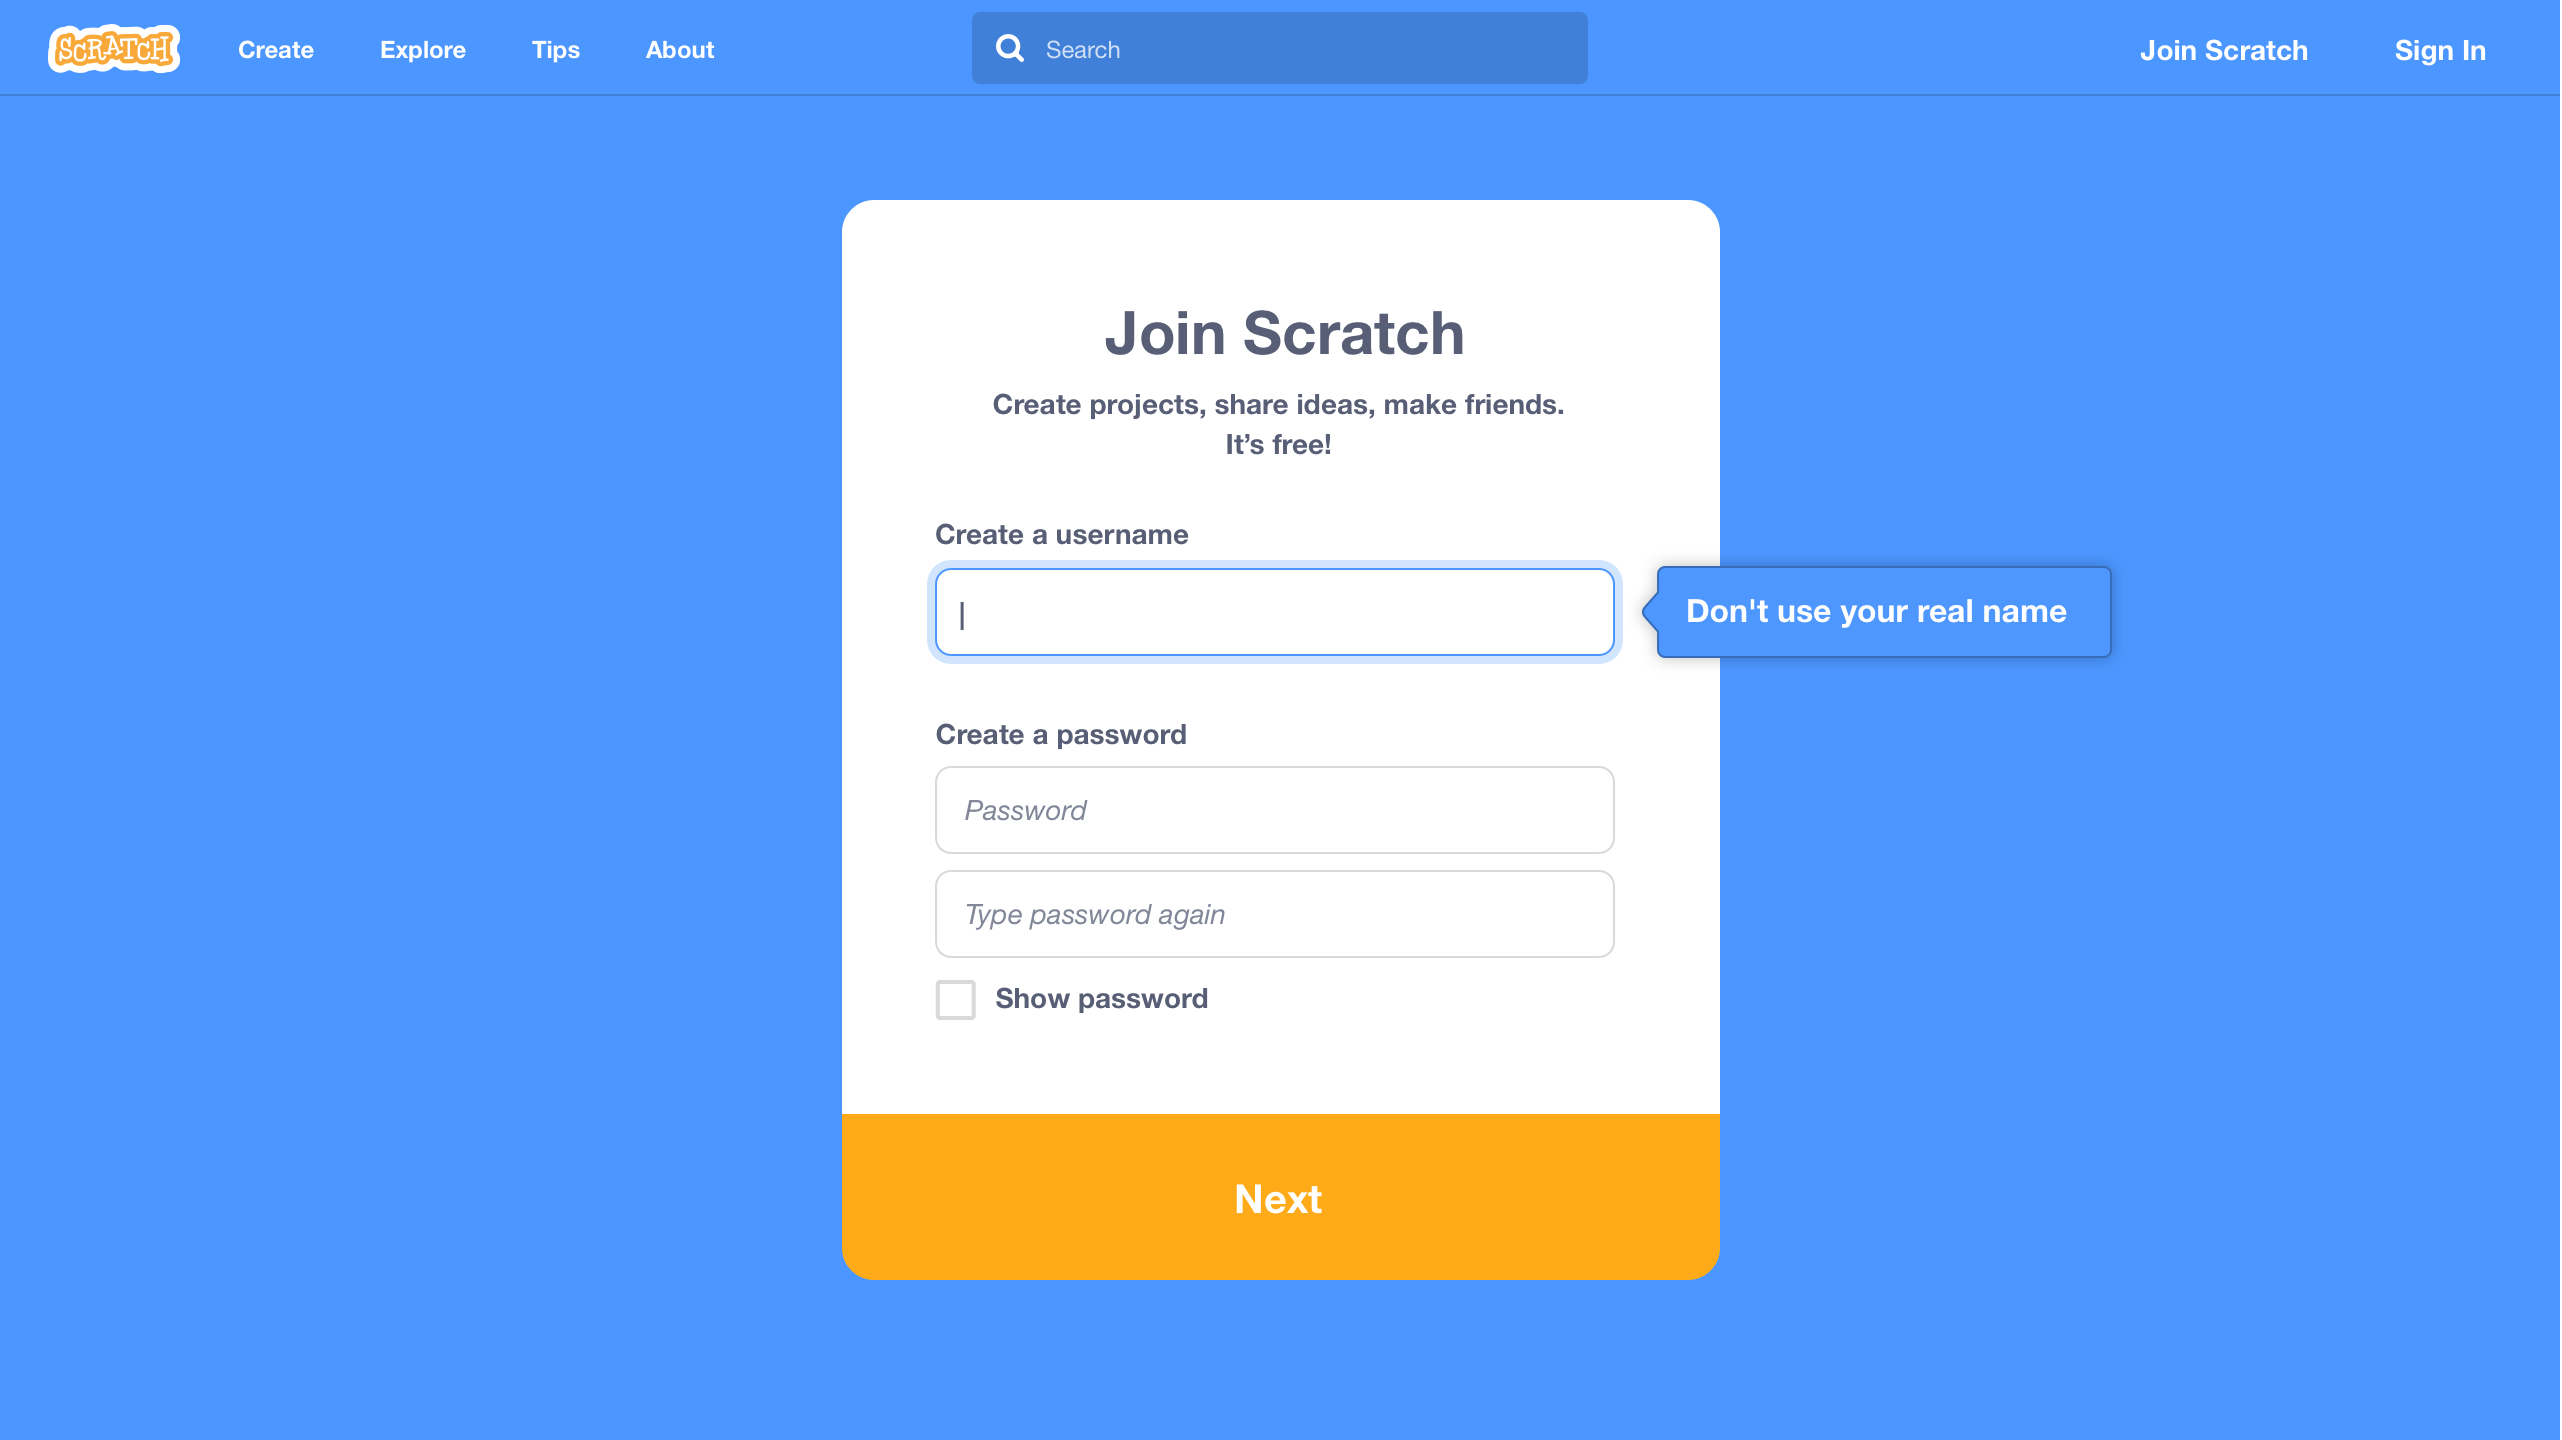 SCRATCH
Create
Explore
Tips
About
Search
Join Scratch
Sign In
Join Scratch
Create projects, share ideas, make friends.
It’s free!
Create a username
Don't use your real name
Create a password
Password
Type password again
Show password
Next